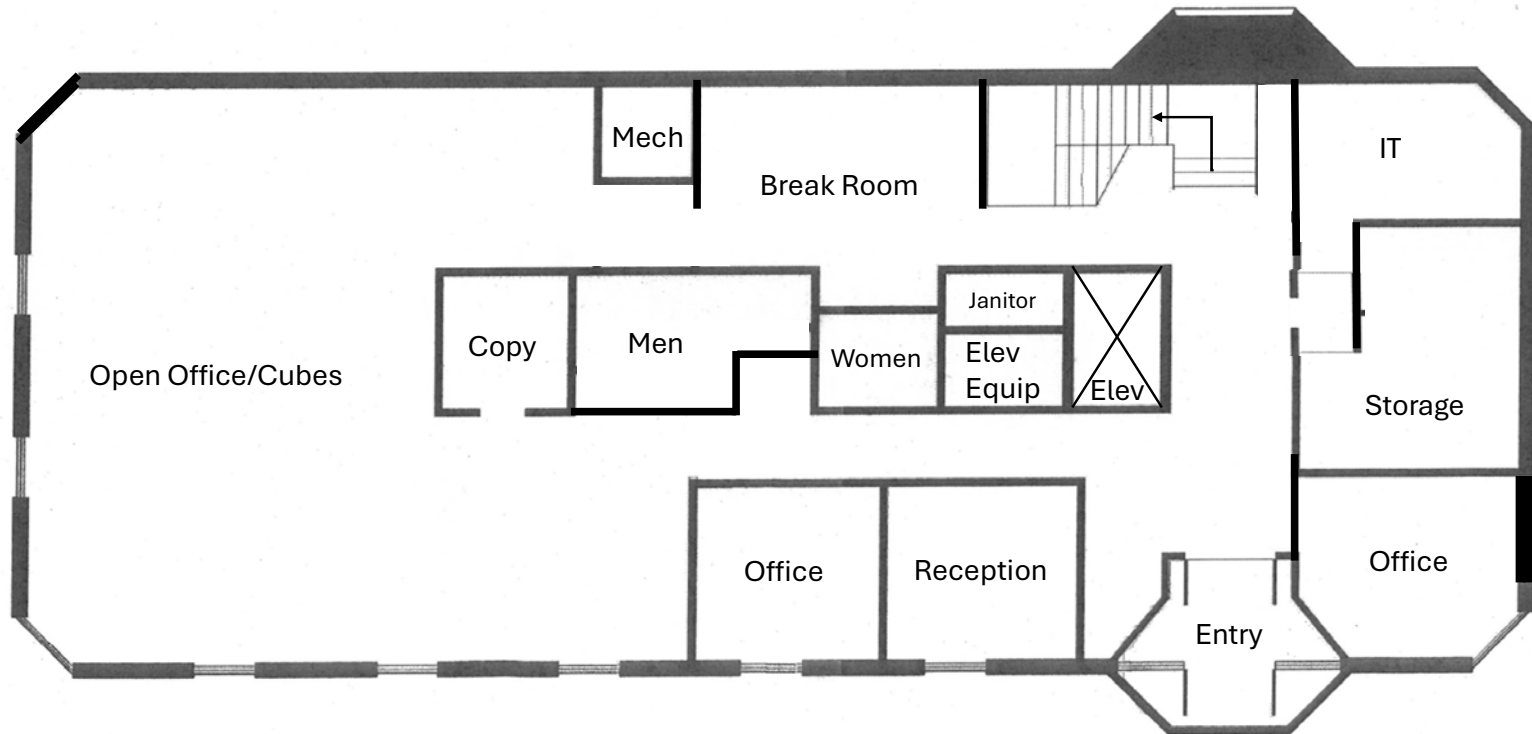 Mech
IT
Break Room
Janitor
Copy
Men
Women
Elev
Equip
Elev
Open Office/Cubes
Storage
Office
Reception
Office
Entry